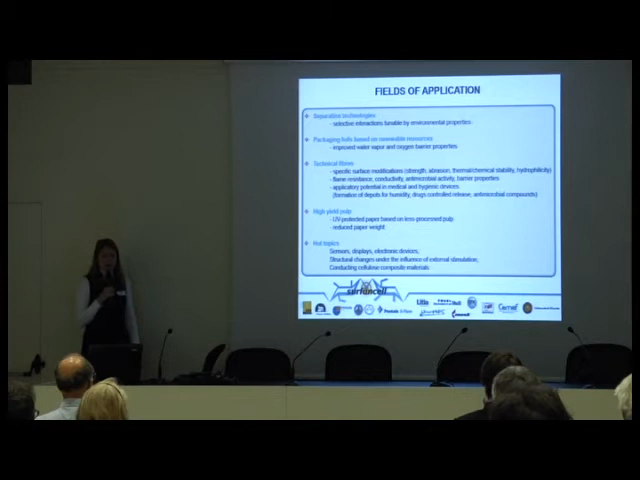 FIELDS OF APPLICATION
Separation technologies
- selective interactions tunable by environmental properties
Packaging foils based on renewable resources
- improved water vapor and oxygen barrier properties
Technical fibres
- specific surface modifications (strength, abrasion, thermal/chemical stability, hydrophilicity)
- flame resistance, conductivity, antimicrobial activity, barrier properties
- applicatory potential in medical and hygienic devices
(formation of depots for humidity, drugs controlled release, antimicrobial compounds)
High yield pulp
- UV-protected paper based on less-processed pulp
- reduced paper weight
Hot topics
Sensors, displays, electronic devices,
Structural changes under the influence of external stimulation,
Conducting cellulose composite materials
surfuncell